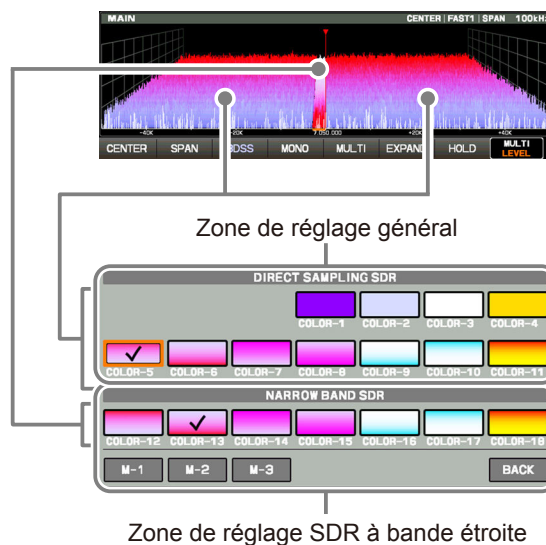 MAIN CENTER FAST1 SPAN 100kHz
-40K -20K 7 050.000 +20K +40K
CENTER SPAN 3DSS MONO MULTI EXPAND HOLD MULTI
LEVEL
Zone de réglage général
DIRECT SAMPLING SDR
COLOR-1 COLOR-2 COLOR-3 COLOR-4
COLOR-5 COLOR-6 COLOR-7 COLOR-8 COLOR-9 COLOR-10 COLOR-11
NARROW BAND SDR
COLOR-12 COLOR-13 COLOR-14 COLOR-15 COLOR-16 COLOR-17 COLOR-18
M-1 M-2 M-3 BACK
Zone de réglage SDR à bande étroite